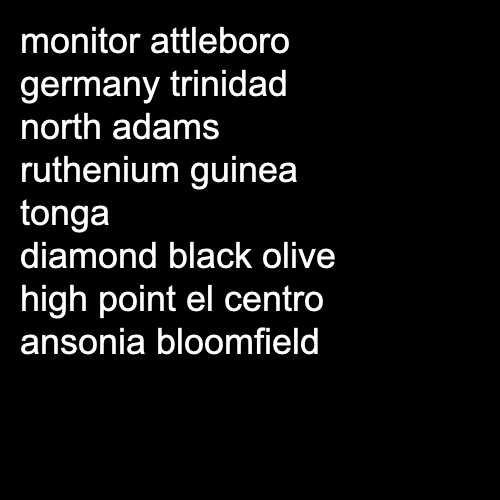 monitor attleboro
germany trinidad
north adams
ruthenium guinea
tonga
diamond black olive
high point el centro
ansonia bloomfield